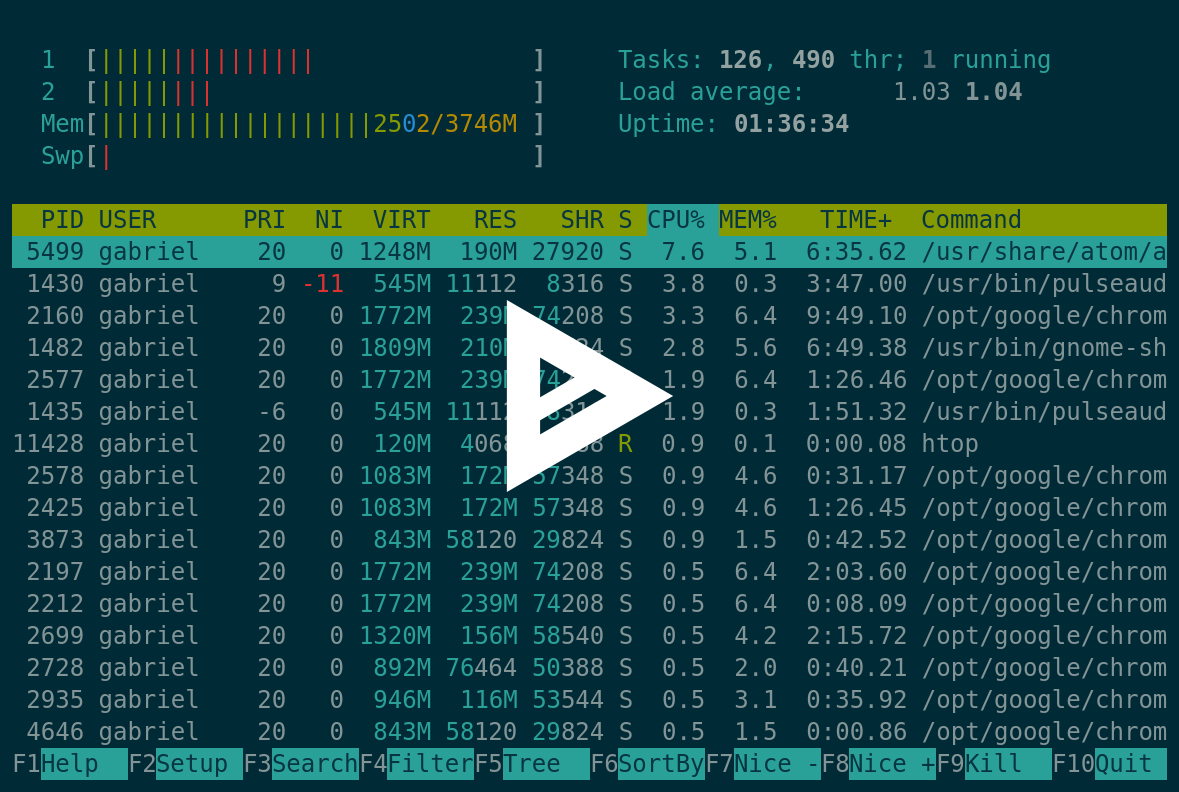 1 [||||||||||||||| ] Tasks: 126, 490 thr; 1 running
2 [|||||||| ] Load average: 1.03 1.04
Mem[|||||||||||||||||||2502/3746M ] Uptime: 01:36:34
Swp[| ]
PID USER PRI NI VIRT RES SHR S CPU% MEM% TIME+ Command
5499 gabriel 20 0 1248M 190M 27920 S 7.6 5.1 6:35.62 /usr/share/atom/a
1430 gabriel 9 -11 545M 11112 8316 S 3.8 0.3 3:47.00 /usr/bin/pulseaud
2160 gabriel 20 0 1772M 239M 74208 S 3.3 6.4 9:49.10 /opt/google/chrom
1482 gabriel 20 0 1809M 210M S 2.8 5.6 6:49.38 /usr/bin/gnome-sh
2577 gabriel 20 0 1772M 239M S 1.9 6.4 1:26.46 /opt/google/chrom
1435 gabriel -6 0 545M 11112 S 1.9 0.3 1:51.32 /usr/bin/pulseaud
11428 gabriel 20 0 120M 4068 R 0.9 0.1 0:00.08 htop
2578 gabriel 20 0 1083M 172M 57348 S 0.9 4.6 0:31.17 /opt/google/chrom
2425 gabriel 20 0 1083M 172M 57348 S 0.9 4.6 1:26.45 /opt/google/chrom
3873 gabriel 20 0 843M 58120 29824 S 0.9 1.5 0:42.52 /opt/google/chrom
2197 gabriel 20 0 1772M 239M 74208 S 0.5 6.4 2:03.60 /opt/google/chrom
2212 gabriel 20 0 1772M 239M 74208 S 0.5 6.4 0:08.09 /opt/google/chrom
2699 gabriel 20 0 1320M 156M 58540 S 0.5 4.2 2:15.72 /opt/google/chrom
2728 gabriel 20 0 892M 76464 50388 S 0.5 2.0 0:40.21 /opt/google/chrom
2935 gabriel 20 0 946M 116M 53544 S 0.5 3.1 0:35.92 /opt/google/chrom
4646 gabriel 20 0 843M 58120 29824 S 0.5 1.5 0:00.86 /opt/google/chrom
F1Help F2Setup F3SearchF4FilterF5Tree F6SortByF7Nice -F8Nice +F9Kill F10Quit